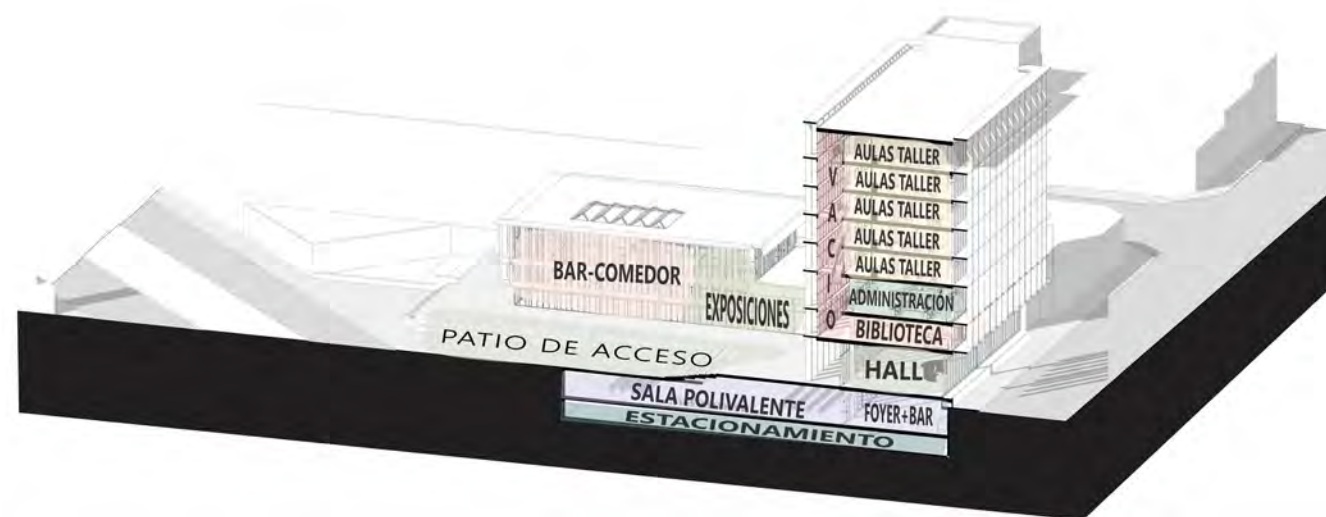 AULAS TALLER
AULAS TALLER
AULAS TALLER
AULAS TALLER
AULAS TALLER
ADMINISTRACIÓN
BIBLIOTECA
HALL
VACIO
BAR-COMEDOR
EXPOSICIONES
PATIO DE ACCESO
SALA POLIVALENTE
FOYER+BAR
ESTACIONAMIENTO